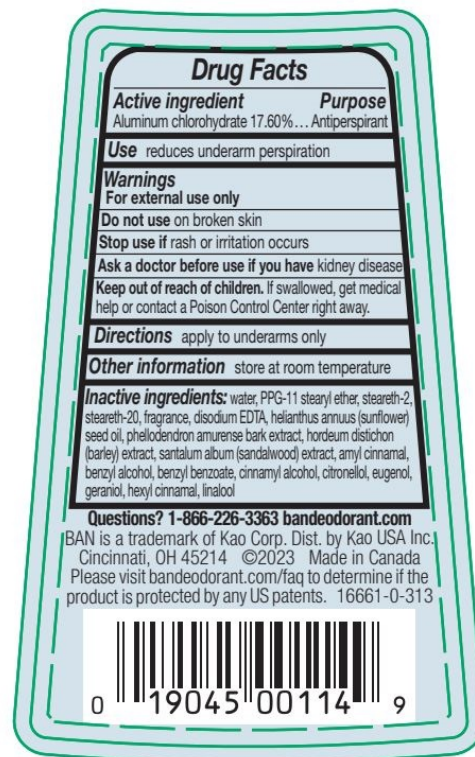 Drug Facts
Active ingredient Purpose
Aluminum chlorohydrate 17.60%... Antiperspirant
Use reduces underarm perspiration
Warnings
For external use only
Do not use on broken skin
Stop use if rash or irritation occurs
Ask a doctor before use if you have kidney disease
Keep out of reach of children. If swallowed, get medical
help or contact a Poison Control Center right away.
Directions apply to underarms only
Other information store at room temperature
Inactive ingredients: water, PPG-11 stearyl ether, steareth-2,
steareth-20, fragrance, disodium EDTA, helianthus annuus (sunflower)
seed oil, phellodendron amurense bark extract, hordeum distichon
(barley) extract, santalum album (sandalwood) extract, amyl cinnamal,
benzyl alcohol, benzyl benzoate, cinnamyl alcohol, citronellol, eugenol,
geraniol, hexyl cinnamal, linalool
Questions? 1-866-226-3363 bandeodorant.com
BAN is a trademark of Kao Corp. Dist. by Kao USA Inc.
Cincinnati, OH 45214 ©2023 Made in Canada
Please visit bandeodorant.com/faq to determine if the
product is protected by any US patents. 16661-0-313
0 19045 00114 9